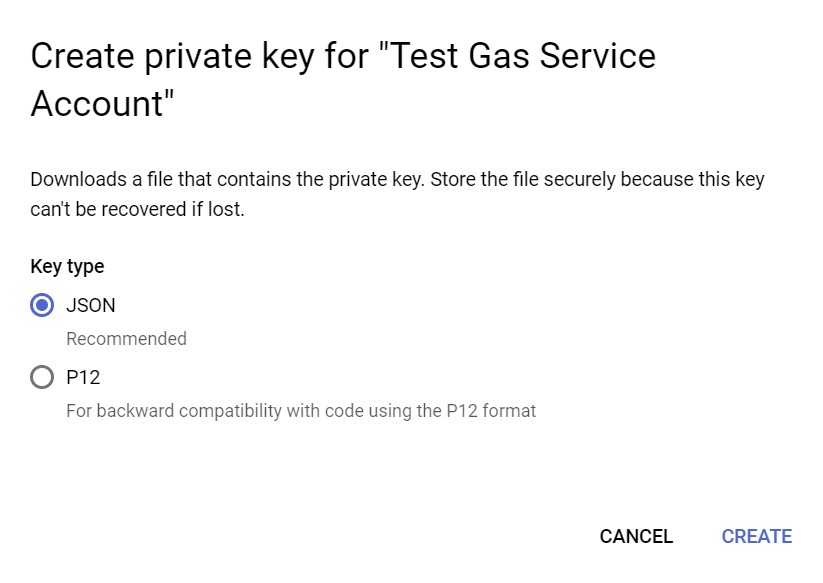 Create private key for "Test Gas Service
Account"
Downloads a file that contains the private key. Store the file securely because this key
can't be recovered if lost.
Key type
JSON
Recommended
P12
For backward compatibility with code using the P12 format
CANCEL CREATE